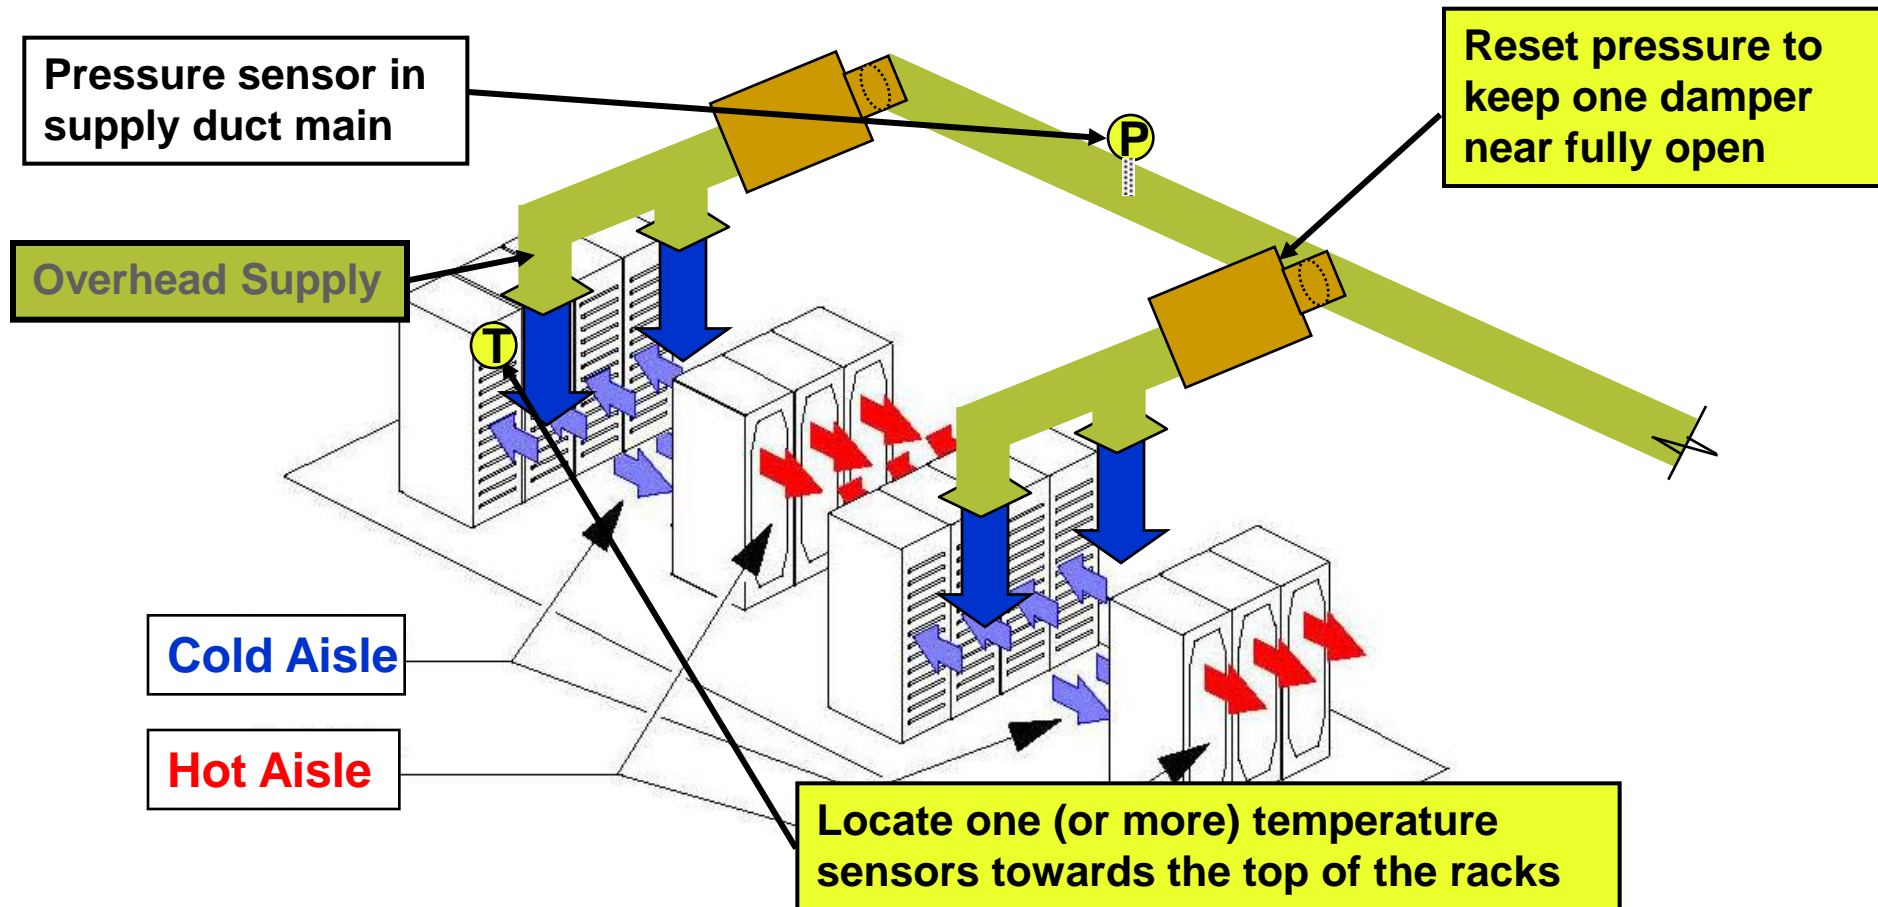 Pressure sensor in
supply duct main
Reset pressure to
keep one damper
near fully open
P
Overhead Supply
T
Cold Aisle
Hot Aisle
Locate one (or more) temperature
sensors towards the top of the racks